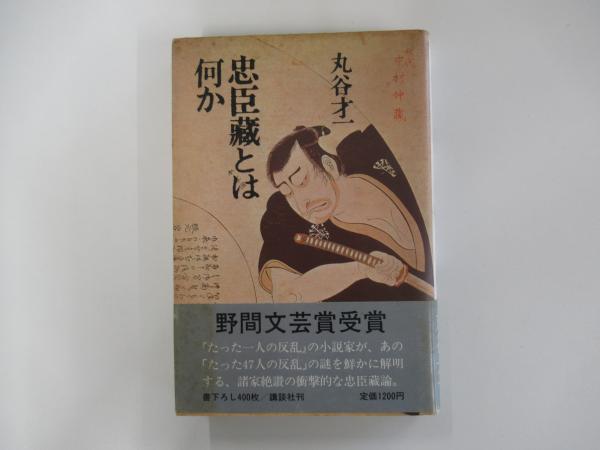 丸谷才一
忠臣藏とは
何か
中村仲蔵
野間文芸賞受賞
「たった一人の反乱」の小説家が、あの
「たった47人の反乱」の謎を鮮かに解明
する、諸家絶讃の衝撃的な忠臣蔵論。
書下ろし400枚/講談社刊
定価1200円